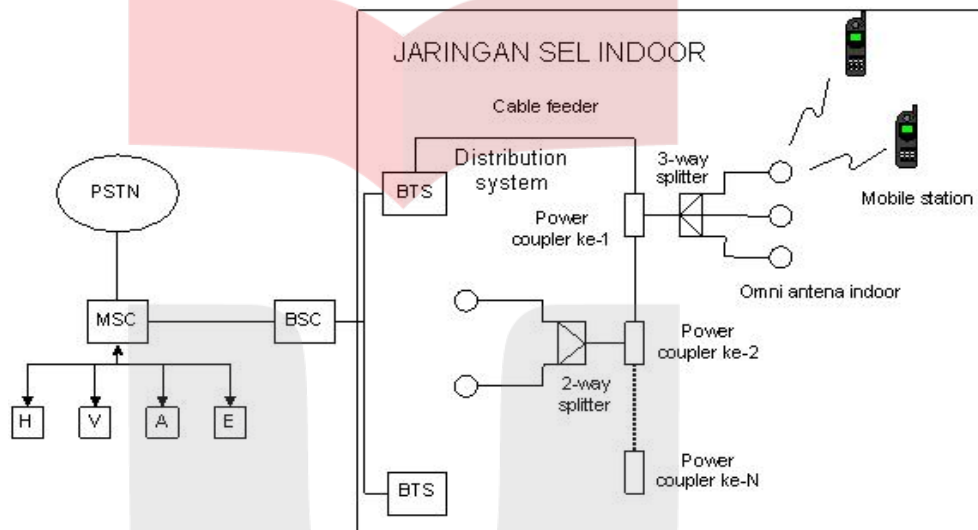 JARINGAN SEL INDOOR
Cable feeder
Distribution
system
BTS
3-way
splitter
PSTN
Power
coupler ke-1
Mobile station
Omni antena indoor
MSC
BSC
Power
coupler ke-2
2-way
splitter
H
V
A
E
Power
coupler ke-N
BTS